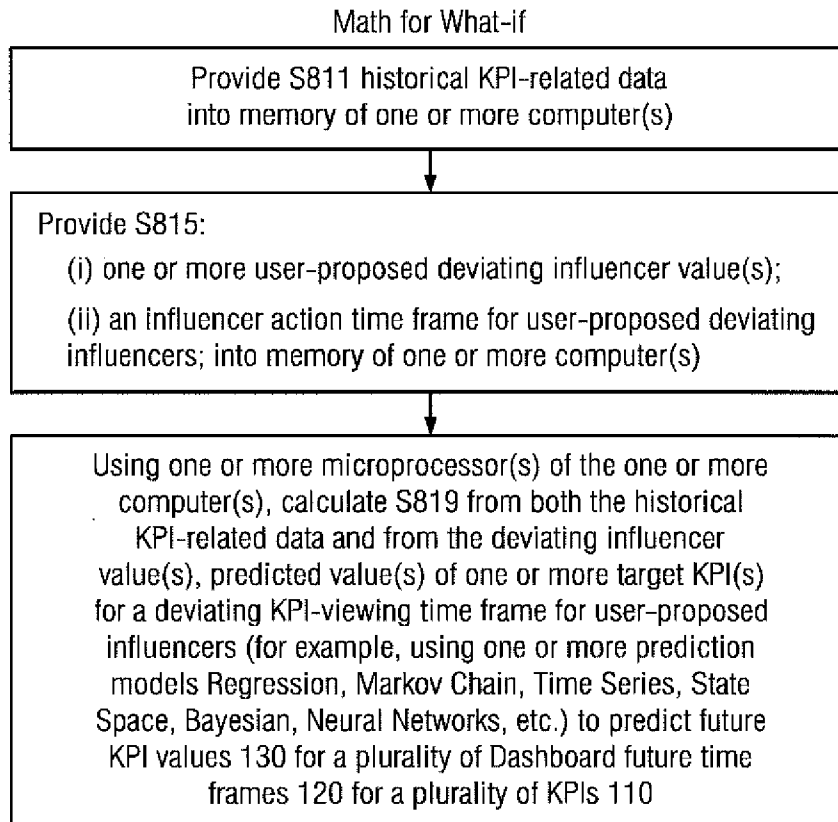 Math for What-if
Provide S811 historical KPI-related data
into memory of one or more computer(s)
Provide S815:
(i) one or more user-proposed deviating influencer value(s);
(ii) an influencer action time frame for user-proposed deviating
influencers; into memory of one or more computer(s)
Using one or more microprocessor(s) of the one or more
computer(s), calculate S819 from both the historical
KPI-related data and from the deviating influencer
value(s), predicted value(s) of one or more target KPI(s)
for a deviating KPI-viewing time frame for user-proposed
influencers (for example, using one or more prediction
models Regression, Markov Chain, Time Series, State
Space, Bayesian, Neural Networks, etc.) to predict future
KPI values 130 for a plurality of Dashboard future time
frames 120 for a plurality of KPIs 110